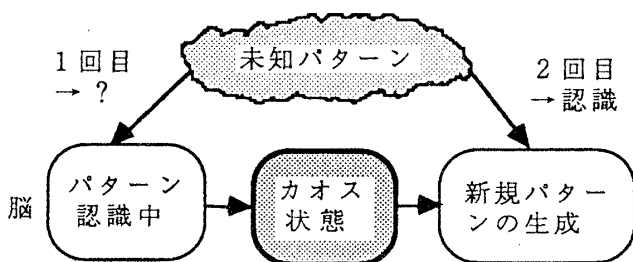 未知パターン
1回目
→ ?
2回目
→認識
脳
パターン
認識中
カオス
状態
新規パター
ンの生成